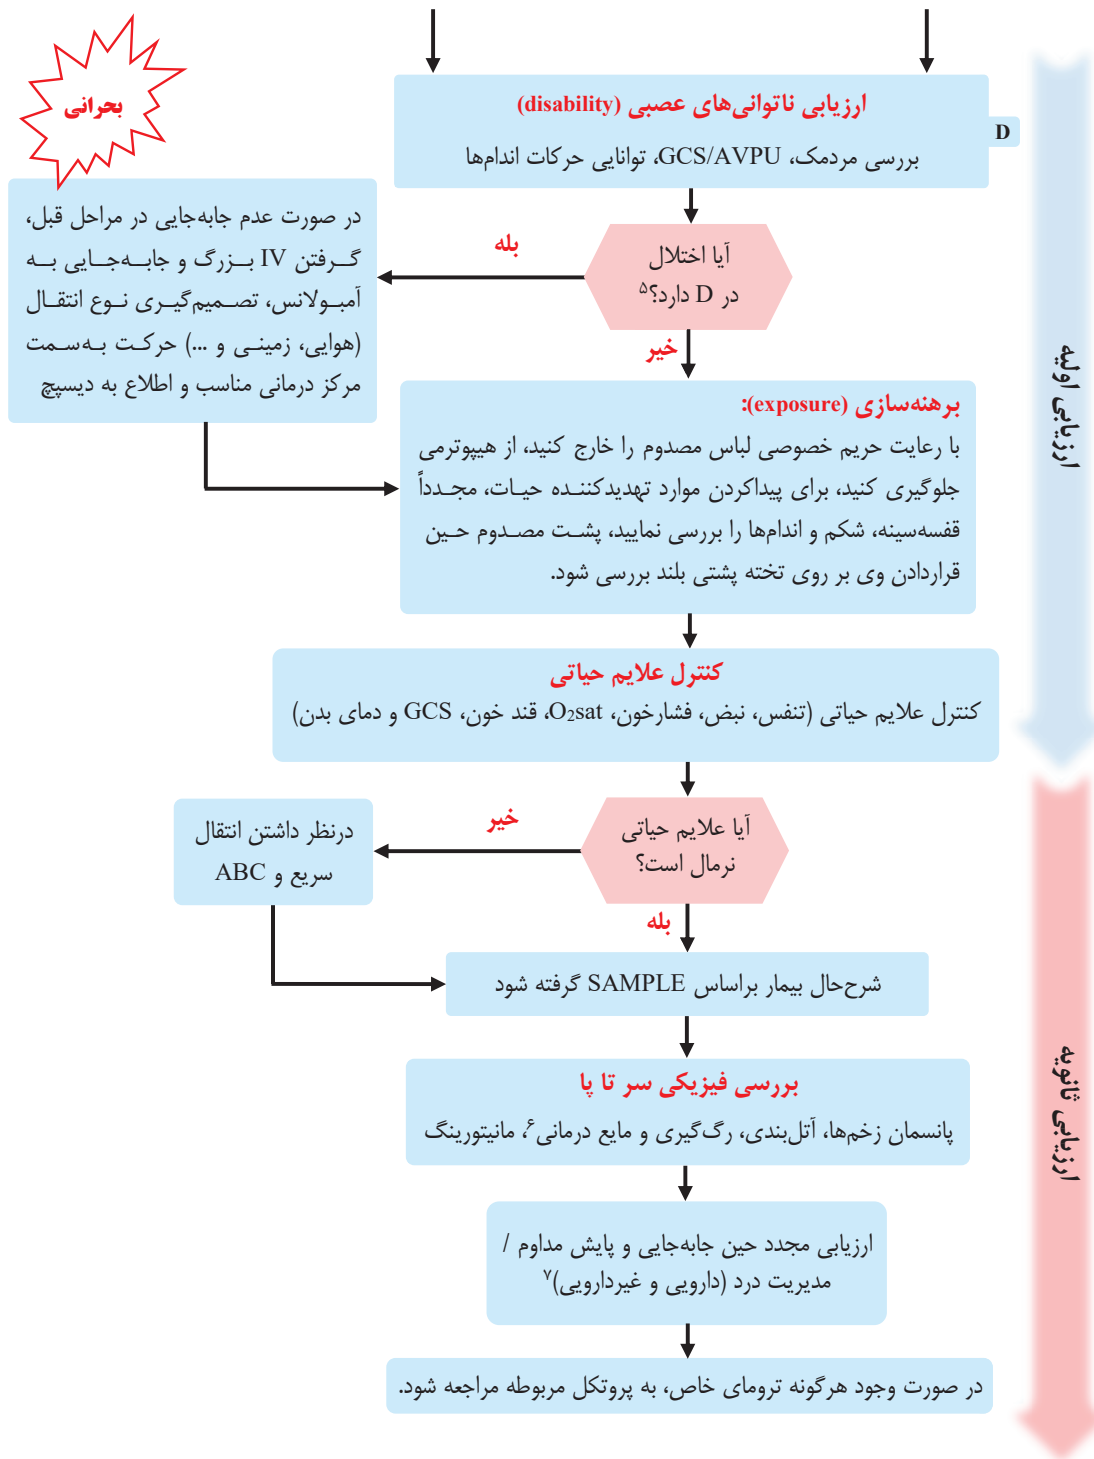 بحرانی
ارزیابی ناتوانی‌های عصبی (disability)
D
بررسی مردمک، GCS/AVPU، توانایی حرکات اندام‌ها
آیا اختلال
در D دارد؟⁵
بله
در صورت عدم جابه‌جایی در مراحل قبل،
گرفتن IV بزرگ و جابه‌جایی به
آمبولانس، تصمیم‌گیری نوع انتقال
(هوایی، زمینی و ...) حرکت به‌سمت
مرکز درمانی مناسب و اطلاع به دیسپچ
خیر
برهنه‌سازی (exposure):
با رعایت حریم خصوصی لباس مصدوم را خارج کنید، از هیپوترمی
جلوگیری کنید، برای پیداکردن موارد تهدیدکننده حیات، مجدداً
قفسه‌سینه، شکم و اندام‌ها را بررسی نمایید، پشت مصدوم حین
قراردادن وی بر روی تخته پشتی بلند بررسی شود.
ارزیابی اولیه
کنترل علایم حیاتی
کنترل علایم حیاتی (تنفس، نبض، فشارخون، O₂sat، قند خون، GCS و دمای بدن)
آیا علایم حیاتی
نرمال است؟
خیر
درنظر داشتن انتقال
سریع و ABC
بله
شرح‌حال بیمار براساس SAMPLE گرفته شود
بررسی فیزیکی سر تا پا
پانسمان زخم‌ها، آتل‌بندی، رگ‌گیری و مایع درمانی⁶، مانیتورینگ
ارزیابی مجدد حین جابه‌جایی و پایش مداوم /
مدیریت درد (دارویی و غیردارویی)⁷
در صورت وجود هرگونه ترومای خاص، به پروتکل مربوطه مراجعه شود.
ارزیابی ثانویه